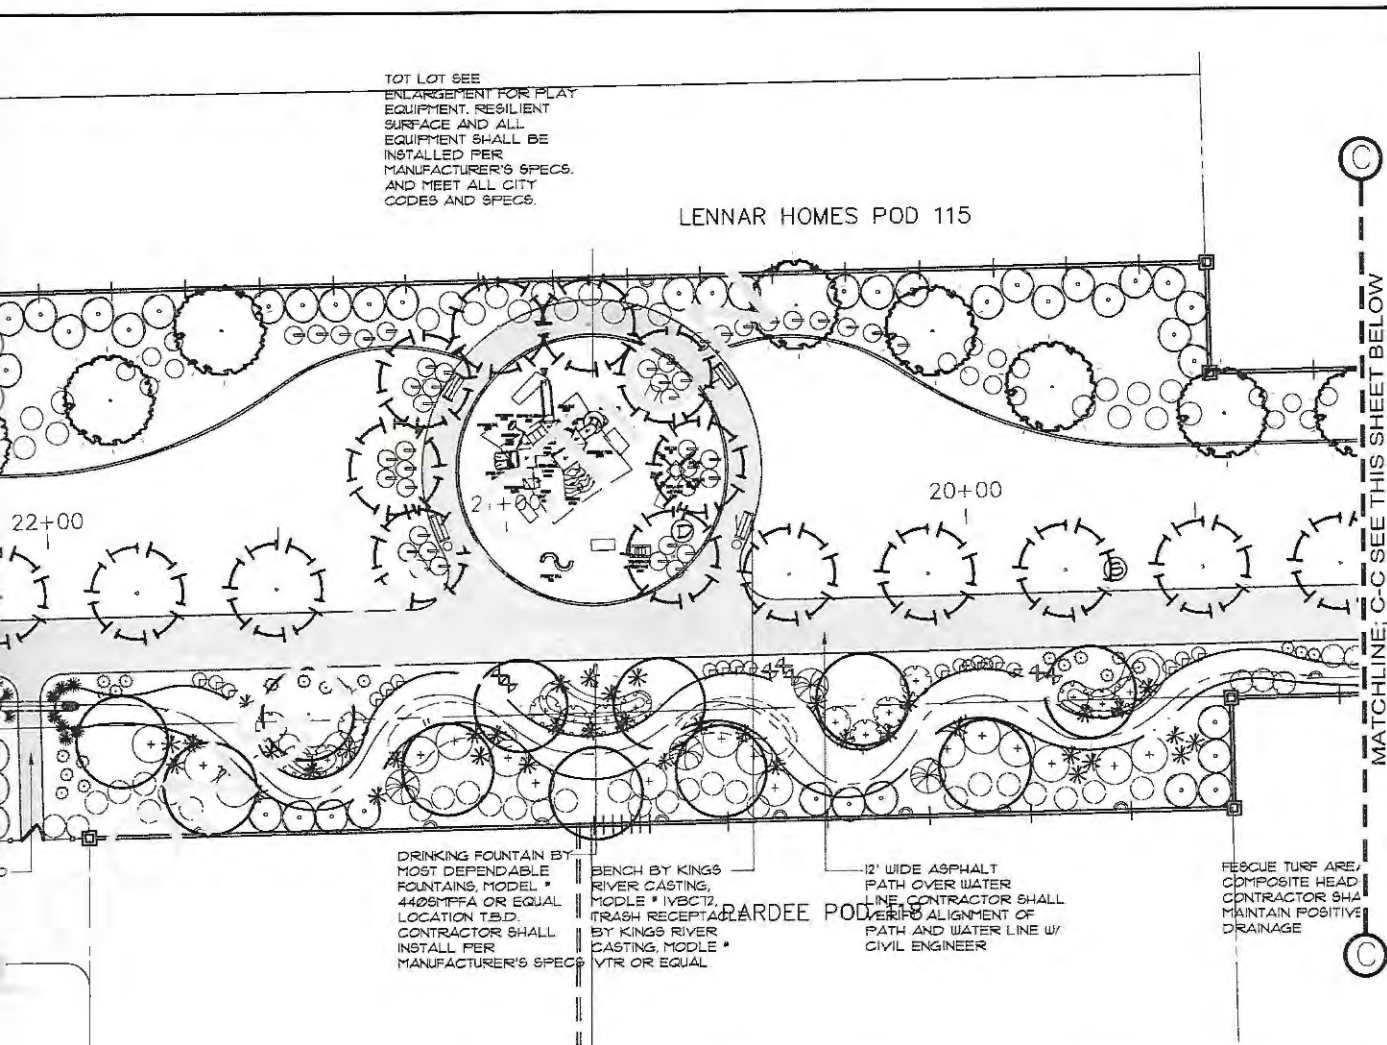 TOT LOT SEE
ENLARGEMENT FOR PLAY
EQUIPMENT. RESILIENT
SURFACE AND ALL
EQUIPMENT SHALL BE
INSTALLED PER
MANUFACTURER'S SPECS.
AND MEET ALL CITY
CODES AND SPECS.
LENNAR HOMES POD 115
C
MATCHLINE; C-C SEE THIS SHEET BELOW
C
22+00
20+00
DRINKING FOUNTAIN BY
MOST DEPENDABLE
FOUNTAINS, MODEL #
440SMPFA OR EQUAL
LOCATION T.B.D.
CONTRACTOR SHALL
INSTALL PER
MANUFACTURER'S SPECS
BENCH BY KINGS
RIVER CASTING,
MODLE # IVBC72,
TRASH RECEPTACLE
BY KINGS RIVER
CASTING, MODLE #
VTR OR EQUAL
PARDEE POD 118
12' WIDE ASPHALT
PATH OVER WATER
LINE, CONTRACTOR SHALL
VERIFY ALIGNMENT OF
PATH AND WATER LINE W/
CIVIL ENGINEER
FESCUE TURF AREA
COMPOSITE HEAD
CONTRACTOR SHA
MAINTAIN POSITIVE
DRAINAGE